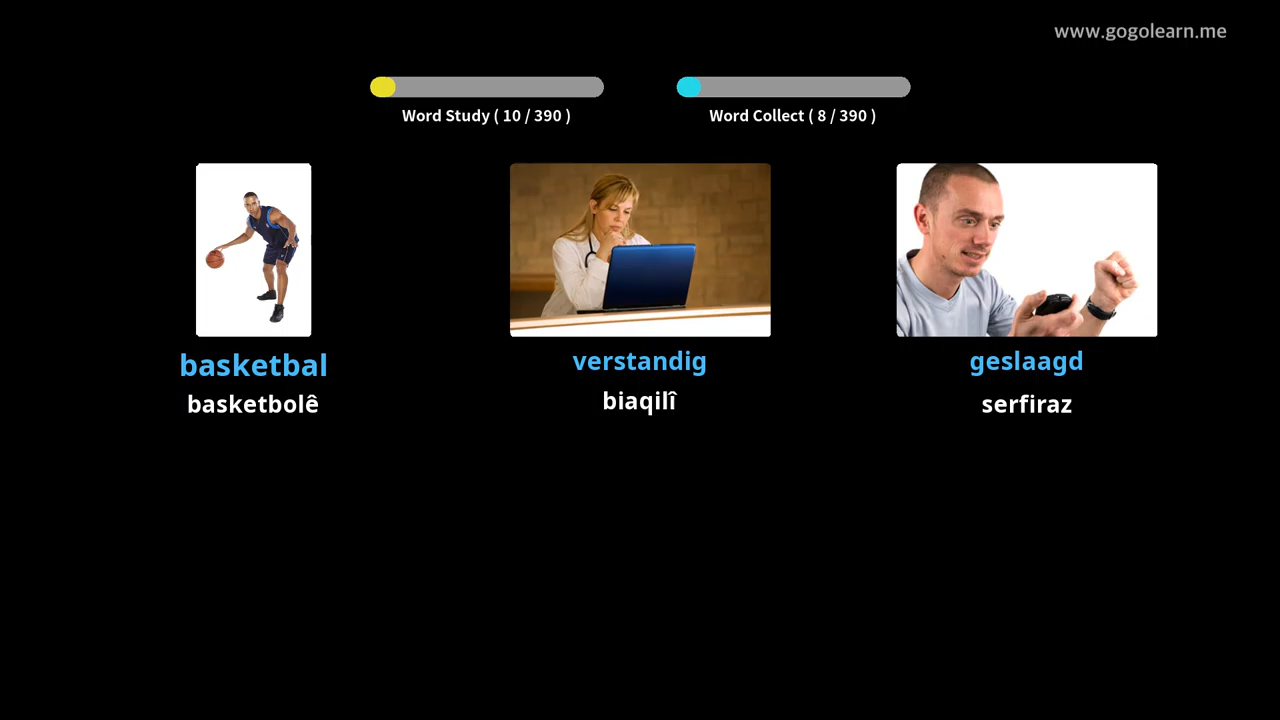 www.gogolearn.me
Word Study ( 10 / 390 )
Word Collect ( 8 / 390 )
basketbal
verstandig
geslaagd
basketbolê
biaqilî
serfiraz